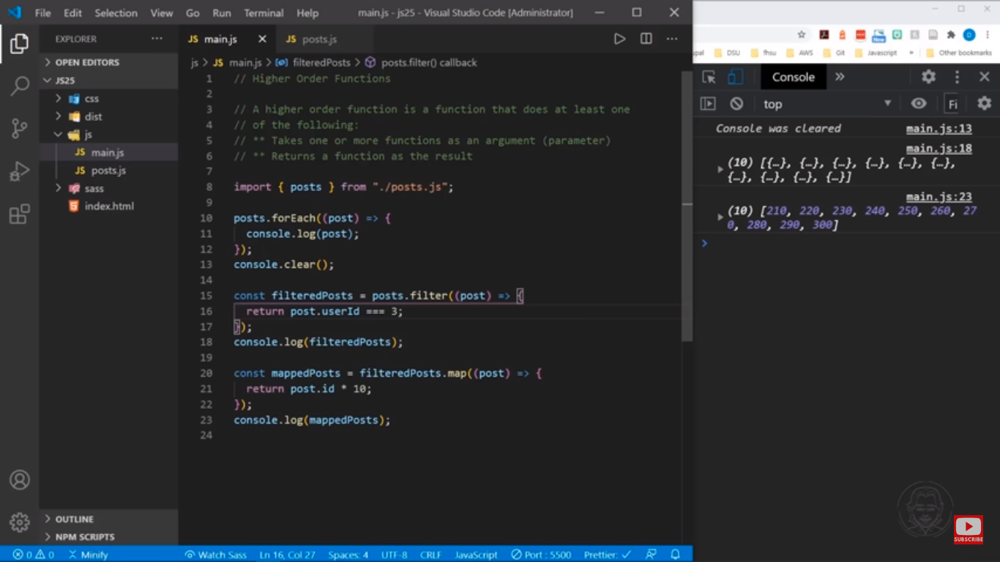 File Edit Selection View Go Run Terminal Help main.js - js25 - Visual Studio Code [Administrator]
EXPLORER ···
OPEN EDITORS
JS25
css
dist
js
JS main.js
JS posts.js
sass
index.html
OUTLINE
NPM SCRIPTS
JS main.js JS posts.js
js > JS main.js > filteredPosts > posts.filter() callback
1 // Higher Order Functions
2
3 // A higher order function is a function that does at least one
4 // of the following:
5 // ** Takes one or more functions as an argument (parameter)
6 // ** Returns a function as the result
7
8 import { posts } from "./posts.js";
9
10 posts.forEach((post) => {
11 console.log(post);
12 });
13 console.clear();
14
15 const filteredPosts = posts.filter((post) => {
16 return post.userId === 3;
17 });
18 console.log(filteredPosts);
19
20 const mappedPosts = filteredPosts.map((post) => {
21 return post.id * 10;
22 });
23 console.log(mappedPosts);
24
0 0 Minify Watch Sass Ln 16, Col 27 Spaces: 4 UTF-8 CRLF JavaScript Port : 5500 Prettier: ✓
New D
upal DSU fhsu AWS Git Javascript » Other bookmarks
Console »
top Fi
Console was cleared main.js:13
main.js:18
(10) [{…}, {…}, {…}, {…}, {…}, {…},
{…}, {…}, {…}, {…}]
main.js:23
(10) [210, 220, 230, 240, 250, 260, 27
0, 280, 290, 300]
>
SUBSCRIBE